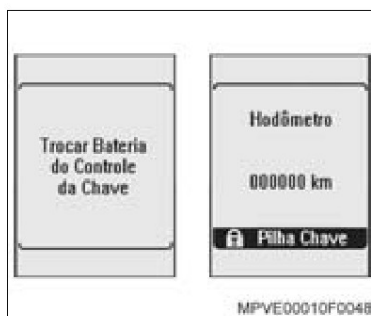 Trocar Bateria
do Controle
da Chave
Hodômetro
000000 km
Pilha Chave
MPVE00010F0048